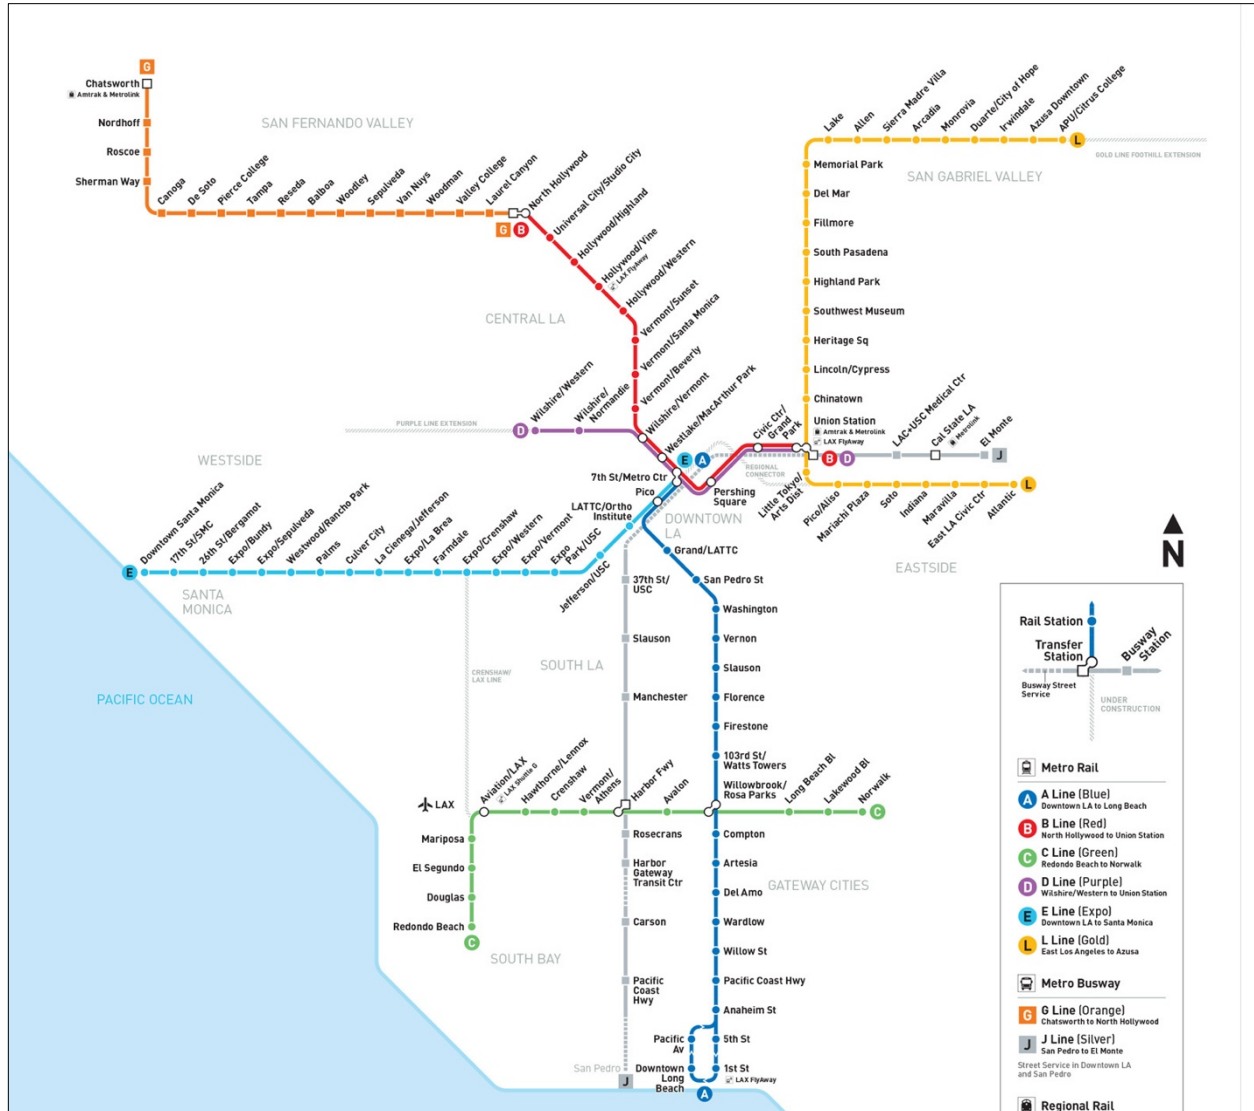 G
Chatsworth
Amtrak & Metrolink
Nordhoff
Roscoe
Sherman Way
SAN FERNANDO VALLEY
Canoga
De Soto
Pierce College
Tampa
Reseda
Balboa
Woodley
Sepulveda
Van Nuys
Woodman
Valley College
Laurel Canyon
North Hollywood
G
B
Universal City/Studio City
Hollywood/Highland
Hollywood/Vine
LAX FlyAway
Hollywood/Western
Vermont/Sunset
Vermont/Santa Monica
Vermont/Beverly
Wilshire/Vermont
Westlake/MacArthur Park
CENTRAL LA
Lake
Allen
Sierra Madre Villa
Arcadia
Monrovia
Duarte/City of Hope
Irwindale
Azusa Downtown
APU/Citrus College
L
GOLD LINE FOOTHILL EXTENSION
SAN GABRIEL VALLEY
Memorial Park
Del Mar
Fillmore
South Pasadena
Highland Park
Southwest Museum
Heritage Sq
Lincoln/Cypress
Chinatown
Union Station
Amtrak & Metrolink
LAX FlyAway
B
D
LAC+USC Medical Ctr
Cal State LA
Metrolink
El Monte
J
PURPLE LINE EXTENSION
D
Wilshire/Western
Wilshire/
Normandie
Civic Ctr/
Grand
Park
E
A
REGIONAL
CONNECTOR
7th St/Metro Ctr
Pico
Pershing
Square
Little Tokyo/
Arts Dist
Pico/Aliso
Mariachi Plaza
Soto
Indiana
Maravilla
East LA Civic Ctr
Atlantic
L
WESTSIDE
LATTC/Ortho
Institute
DOWNTOWN
LA
EASTSIDE
E
Downtown Santa Monica
17th St/SMC
26th St/Bergamot
Expo/Bundy
Expo/Sepulveda
Westwood/Rancho Park
Palms
Culver City
La Cienega/Jefferson
Expo/La Brea
Farmdale
Expo/Crenshaw
Expo/Western
Expo/Vermont
Expo
Park/USC
Jefferson/USC
SANTA
MONICA
PACIFIC OCEAN
CRENSHAW/
LAX LINE
SOUTH LA
37th St/
USC
Slauson
Manchester
Grand/LATTC
San Pedro St
Washington
Vernon
Slauson
Florence
Firestone
103rd St/
Watts Towers
Willowbrook/
Rosa Parks
LAX
Aviation/LAX
LAX Shuttle G
Hawthorne/Lennox
Crenshaw
Vermont/
Athens
Harbor Fwy
Avalon
Long Beach Bl
Lakewood Bl
Norwalk
C
Mariposa
El Segundo
Douglas
Redondo Beach
C
SOUTH BAY
Rosecrans
Harbor
Gateway
Transit Ctr
Carson
Pacific
Coast
Hwy
San Pedro
J
Compton
Artesia
Del Amo
Wardlow
Willow St
Pacific Coast Hwy
Anaheim St
5th St
1st St
LAX FlyAway
Pacific
Av
Downtown
Long
Beach
A
GATEWAY CITIES
N
Rail Station
Transfer
Station
Busway
Station
Busway Street
Service
UNDER
CONSTRUCTION
Metro Rail
A
A Line (Blue)
Downtown LA to Long Beach
B
B Line (Red)
North Hollywood to Union Station
C
C Line (Green)
Redondo Beach to Norwalk
D
D Line (Purple)
Wilshire/Western to Union Station
E
E Line (Expo)
Downtown LA to Santa Monica
L
L Line (Gold)
East Los Angeles to Azusa
Metro Busway
G
G Line (Orange)
Chatsworth to North Hollywood
J
J Line (Silver)
San Pedro to El Monte
Street Service in Downtown LA
and San Pedro
Regional Rail